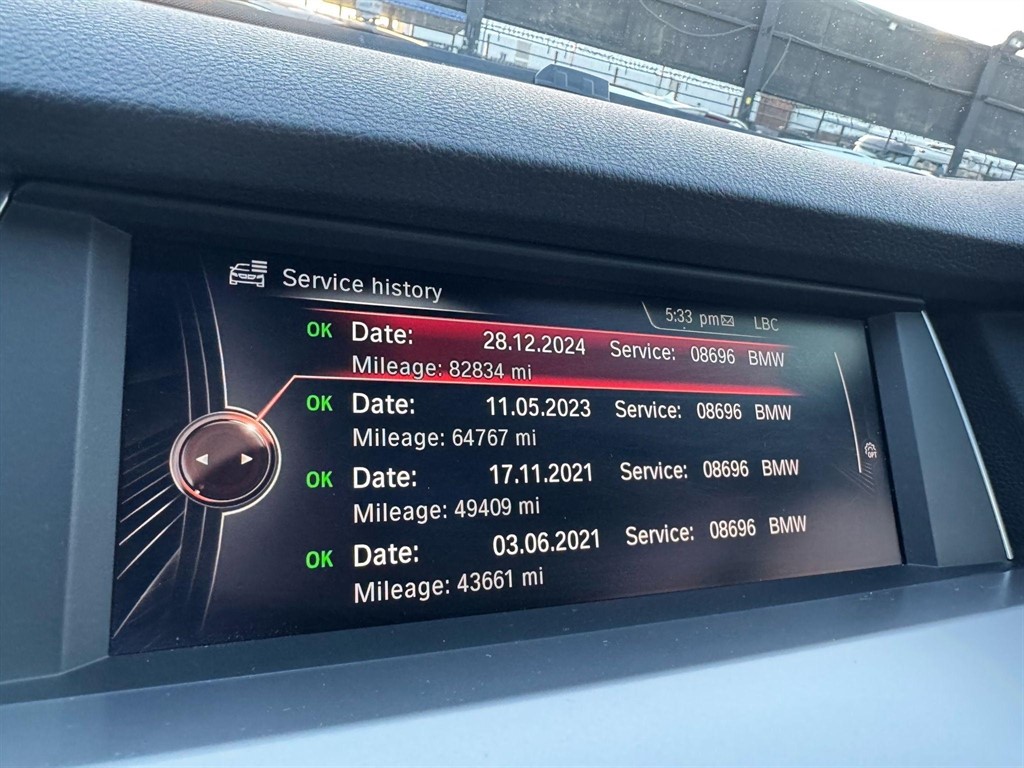 Service history
5:33 pm LBC
OK Date: 28.12.2024 Service: 08696 BMW
Mileage: 82834 mi
OK Date: 11.05.2023 Service: 08696 BMW
Mileage: 64767 mi
OK Date: 17.11.2021 Service: 08696 BMW
Mileage: 49409 mi
OK Date: 03.06.2021 Service: 08696 BMW
Mileage: 43661 mi
OPT